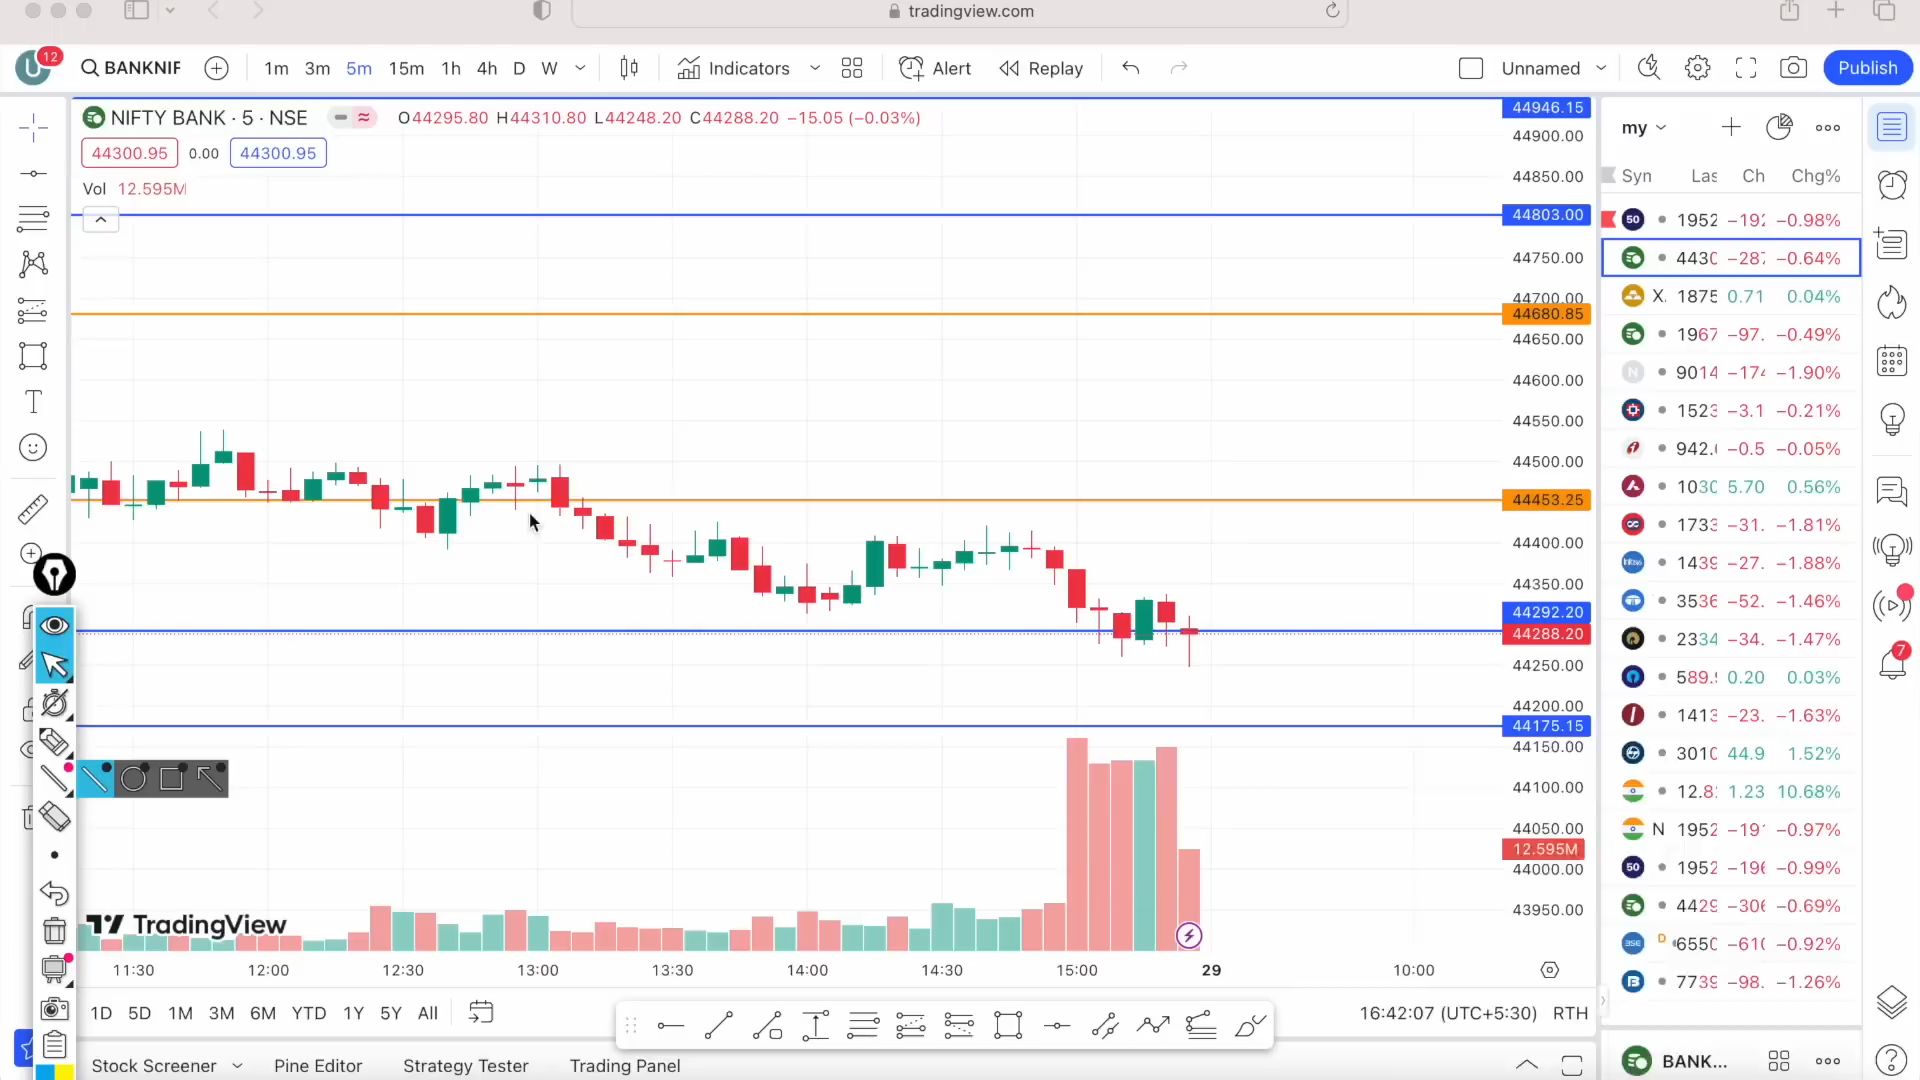 tradingview.com
U 12 BANKNIF 1m 3m 5m 15m 1h 4h D W Indicators Alert Replay Unnamed Publish
NIFTY BANK · 5 · NSE O44295.80 H44310.80 L44248.20 C44288.20 −15.05 (−0.03%)
44300.95 0.00 44300.95
Vol 12.595M
44946.15
44900.00
44850.00
44803.00
44750.00
44700.00
44680.85
44650.00
44600.00
44550.00
44500.00
44453.25
44400.00
44350.00
44292.20
44288.20
44250.00
44200.00
44175.15
44150.00
44100.00
44050.00
12.595M
44000.00
43950.00
TradingView
11:30 12:00 12:30 13:00 13:30 14:00 14:30 15:00 29 10:00
1D 5D 1M 3M 6M YTD 1Y 5Y All
16:42:07 (UTC+5:30) RTH
Stock Screener Pine Editor Strategy Tester Trading Panel
my
Syn Las Ch Chg%
50 1952 −192 −0.98%
4430 −287 −0.64%
X. 1875 0.71 0.04%
1967 −97. −0.49%
N 9014 −174 −1.90%
1523 −3.1 −0.21%
942. −0.5 −0.05%
1030 5.70 0.56%
1733 −31. −1.81%
1439 −27. −1.88%
3536 −52. −1.46%
2334 −34. −1.47%
589. 0.20 0.03%
1413 −23. −1.63%
3010 44.9 1.52%
12.8 1.23 10.68%
N 1952 −191 −0.97%
50 1952 −196 −0.99%
4429 −306 −0.69%
BSE D 6550 −610 −0.92%
B 7739 −98. −1.26%
BANK...
7